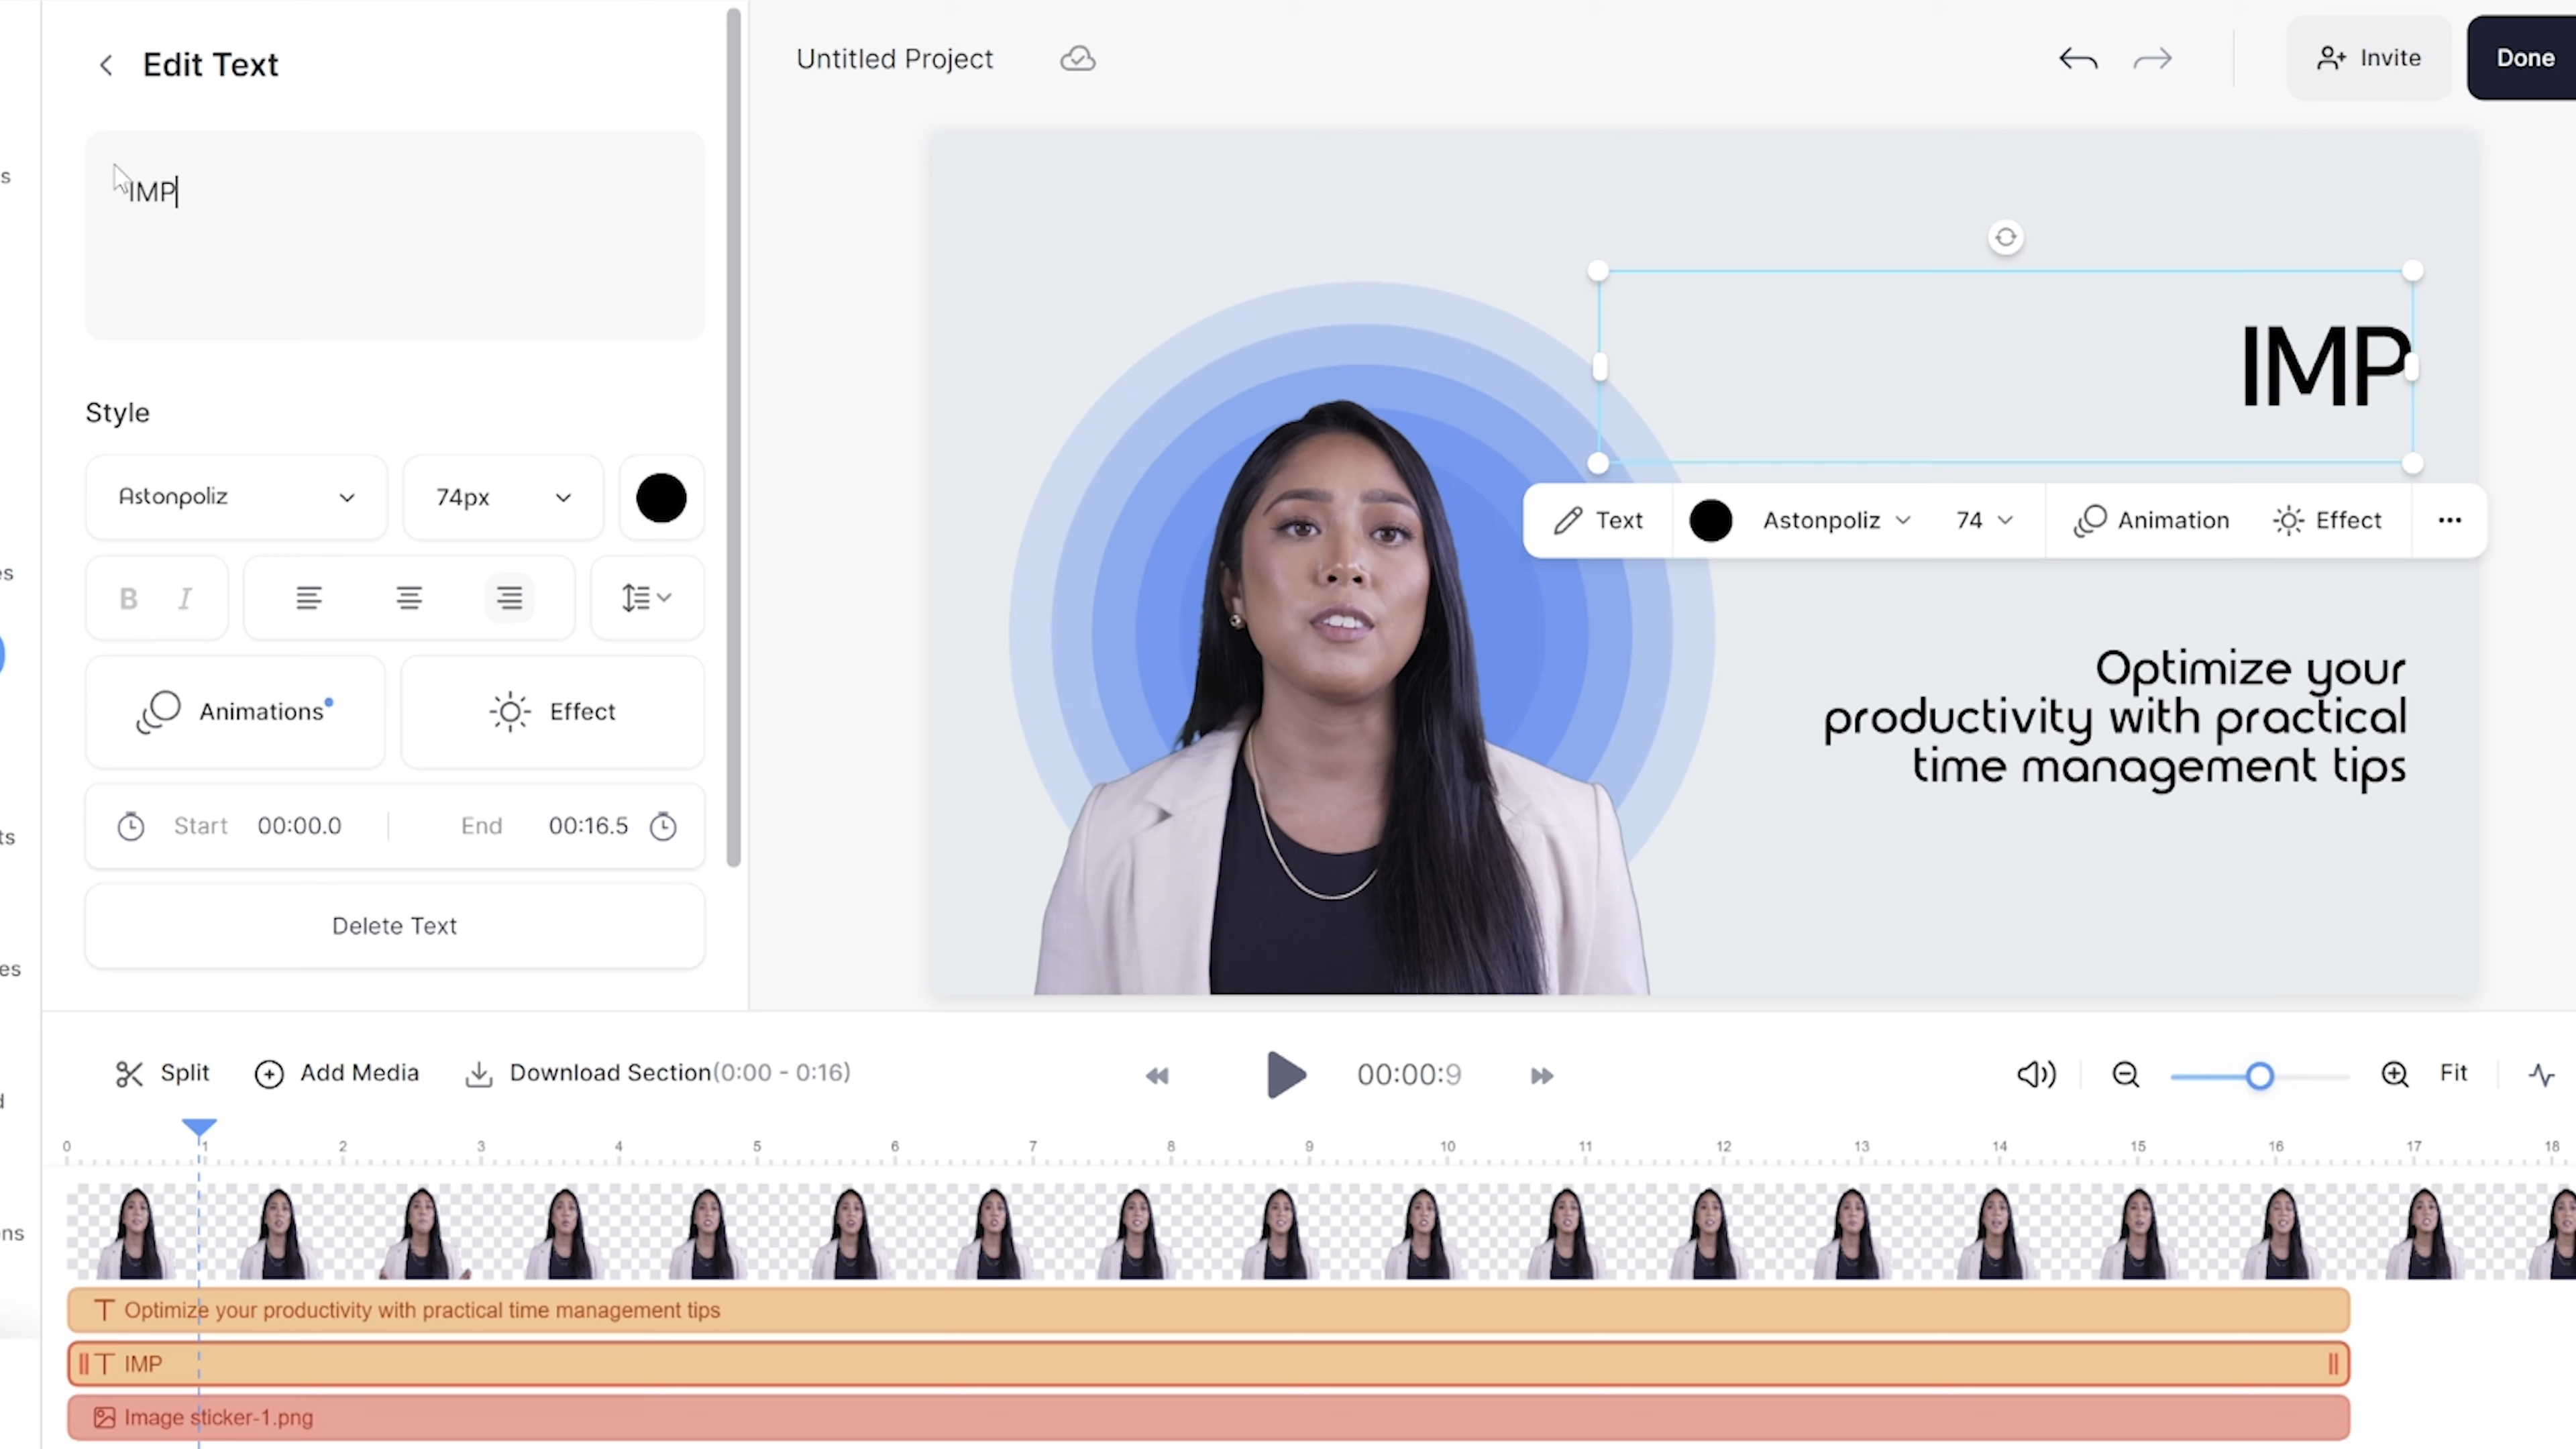 Edit Text
Untitled Project
Invite
Done
IMP
Style
Astonpoliz
74px
B I
Animations
Effect
Start 00:00.0
End 00:16.5
Delete Text
IMP
Text
Astonpoliz
74
Animation
Effect
Optimize your
productivity with practical
time management tips
Split
Add Media
Download Section(0:00 - 0:16)
00:00:9
Fit
0 1 2 3 4 5 6 7 8 9 10 11 12 13 14 15 16 17 18
Optimize your productivity with practical time management tips
IMP
Image sticker-1.png